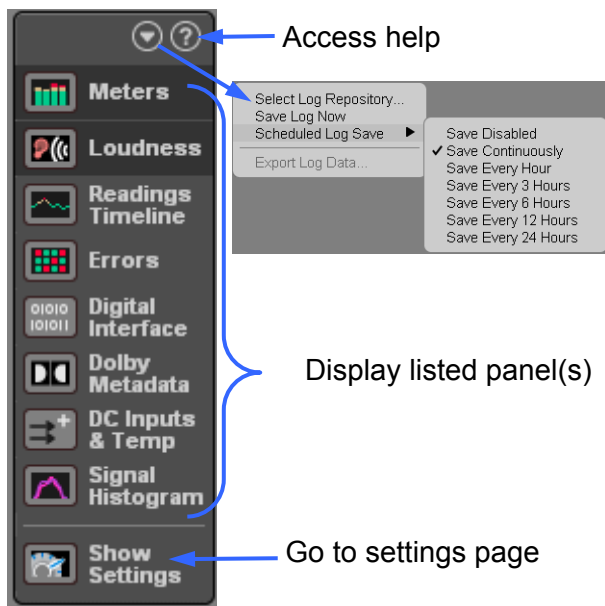 ?
Access help
Meters
Loudness
Readings
Timeline
Errors
01010
101011
Digital
Interface
Dolby
Metadata
DC Inputs
& Temp
Signal
Histogram
Show
Settings
Select Log Repository...
Save Log Now
Scheduled Log Save
Export Log Data...
Save Disabled
✓ Save Continuously
Save Every Hour
Save Every 3 Hours
Save Every 6 Hours
Save Every 12 Hours
Save Every 24 Hours
Display listed panel(s)
Go to settings page